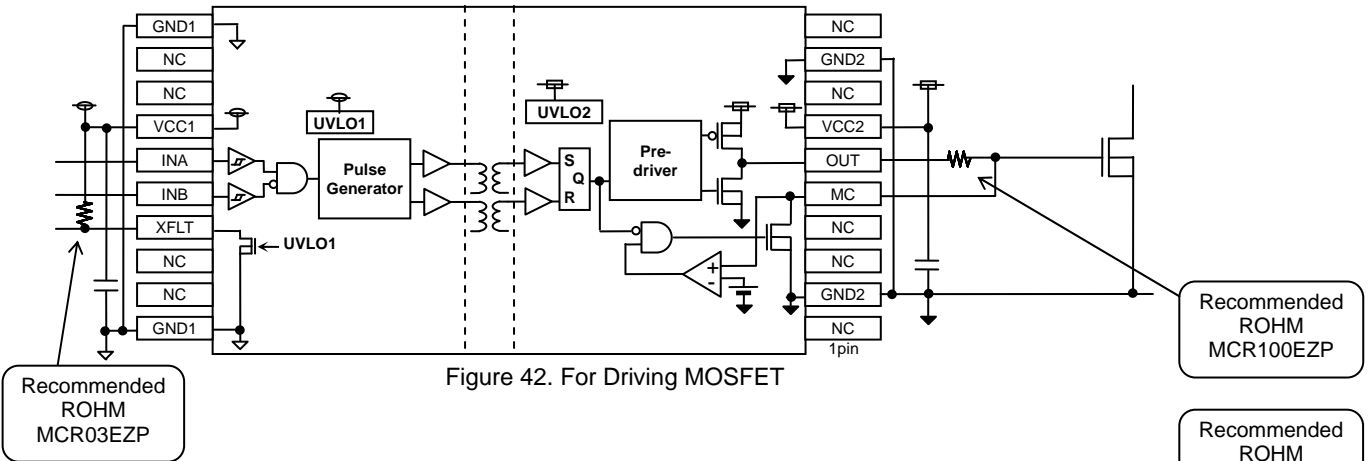 GND1
NC
NC
VCC1
INA
INB
XFLT
NC
NC
GND1
UVLO1
Pulse
Generator
UVLO1
UVLO2
S
Q
R
Pre-
driver
+
-
NC
GND2
NC
VCC2
OUT
MC
NC
NC
GND2
NC
1pin
Recommended
ROHM
MCR100EZP
Figure 42. For Driving MOSFET
Recommended
ROHM
MCR03EZP
Recommended
ROHM